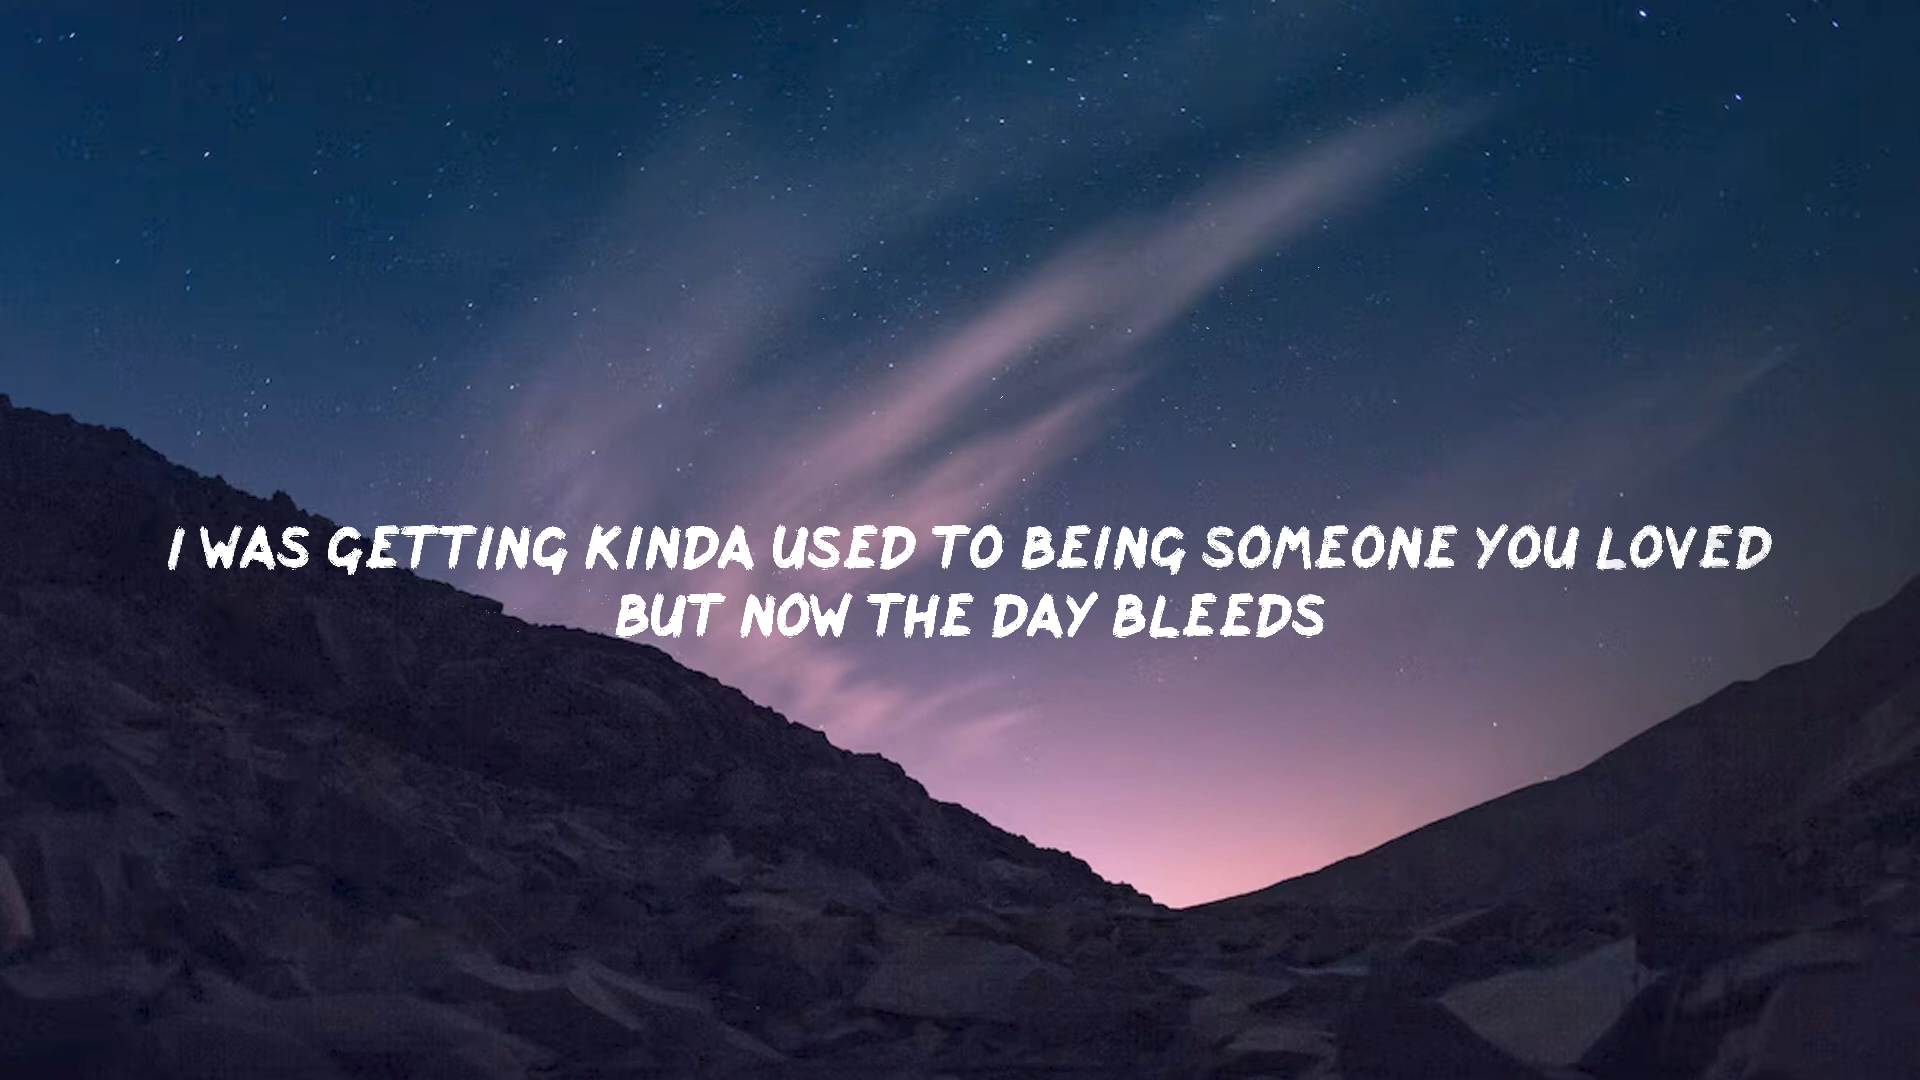 I WAS GETTING KINDA USED TO BEING SOMEONE YOU LOVED
BUT NOW THE DAY BLEEDS